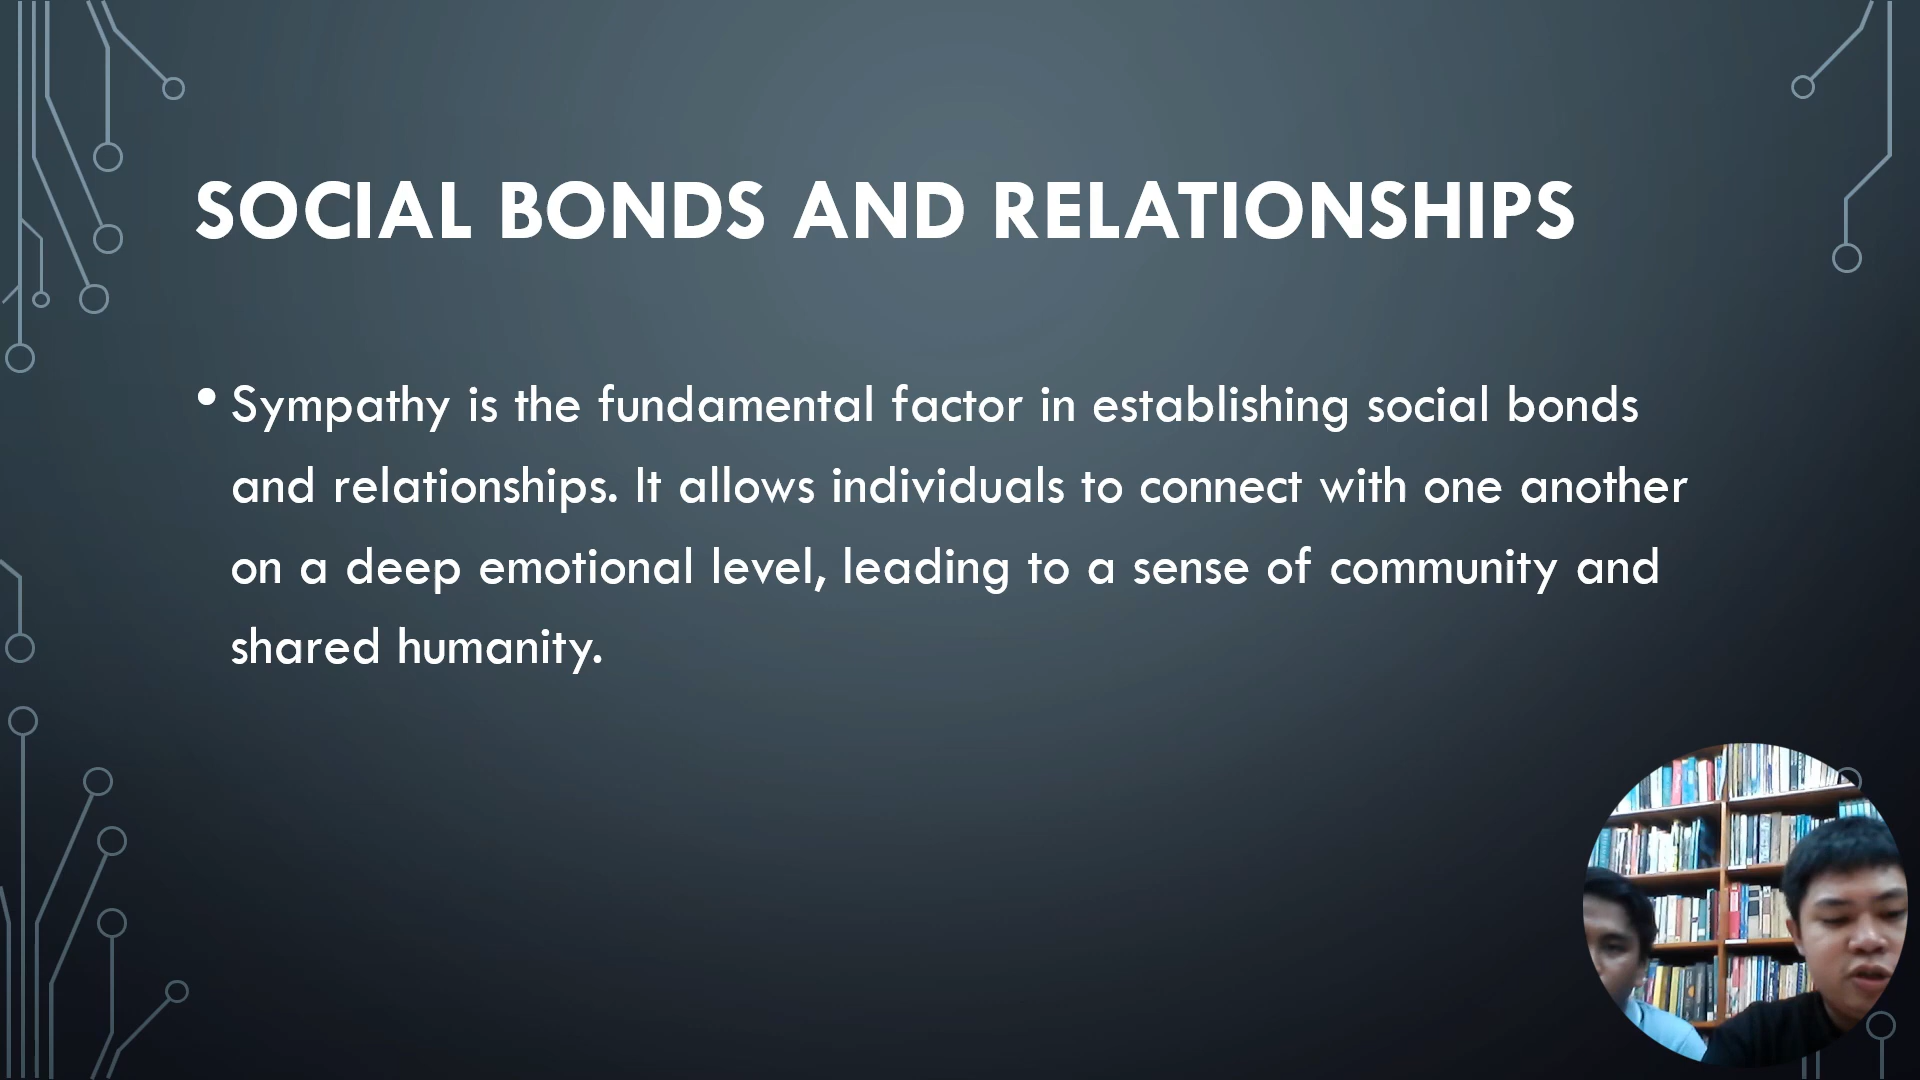 SOCIAL BONDS AND RELATIONSHIPS
• Sympathy is the fundamental factor in establishing social bonds
and relationships. It allows individuals to connect with one another
on a deep emotional level, leading to a sense of community and
shared humanity.